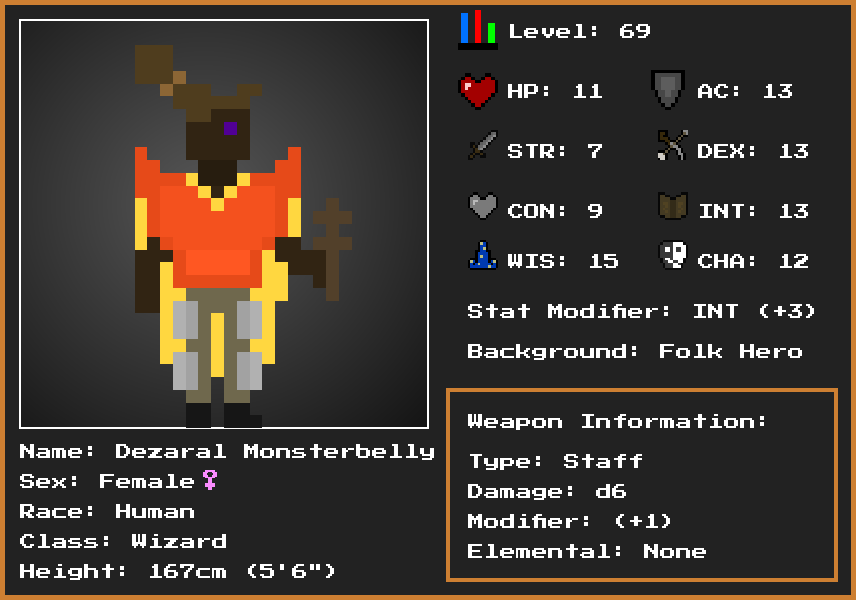 Level: 69
HP: 11
AC: 13
STR: 7
DEX: 13
CON: 9
INT: 13
WIS: 15
CHA: 12
Stat Modifier: INT (+3)
Background: Folk Hero
Weapon Information:
Type: Staff
Damage: d6
Modifier: (+1)
Elemental: None
Name: Dezaral Monsterbelly
Sex: Female♀
Race: Human
Class: Wizard
Height: 167cm (5'6")